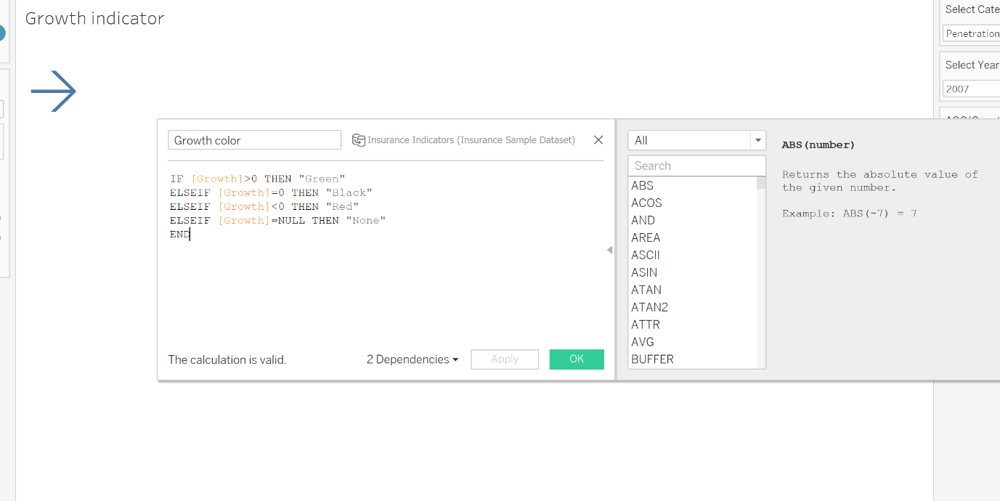 Growth indicator
Select Cate
Penetration
Select Year
2007
Growth color
Insurance Indicators (Insurance Sample Dataset)
IF [Growth]>0 THEN "Green"
ELSEIF [Growth]=0 THEN "Black"
ELSEIF [Growth]<0 THEN "Red"
ELSEIF [Growth]=NULL THEN "None"
END
The calculation is valid.
2 Dependencies
Apply
OK
All
Search
ABS
ACOS
AND
AREA
ASCII
ASIN
ATAN
ATAN2
ATTR
AVG
BUFFER
ABS(number)
Returns the absolute value of
the given number.
Example: ABS(-7) = 7